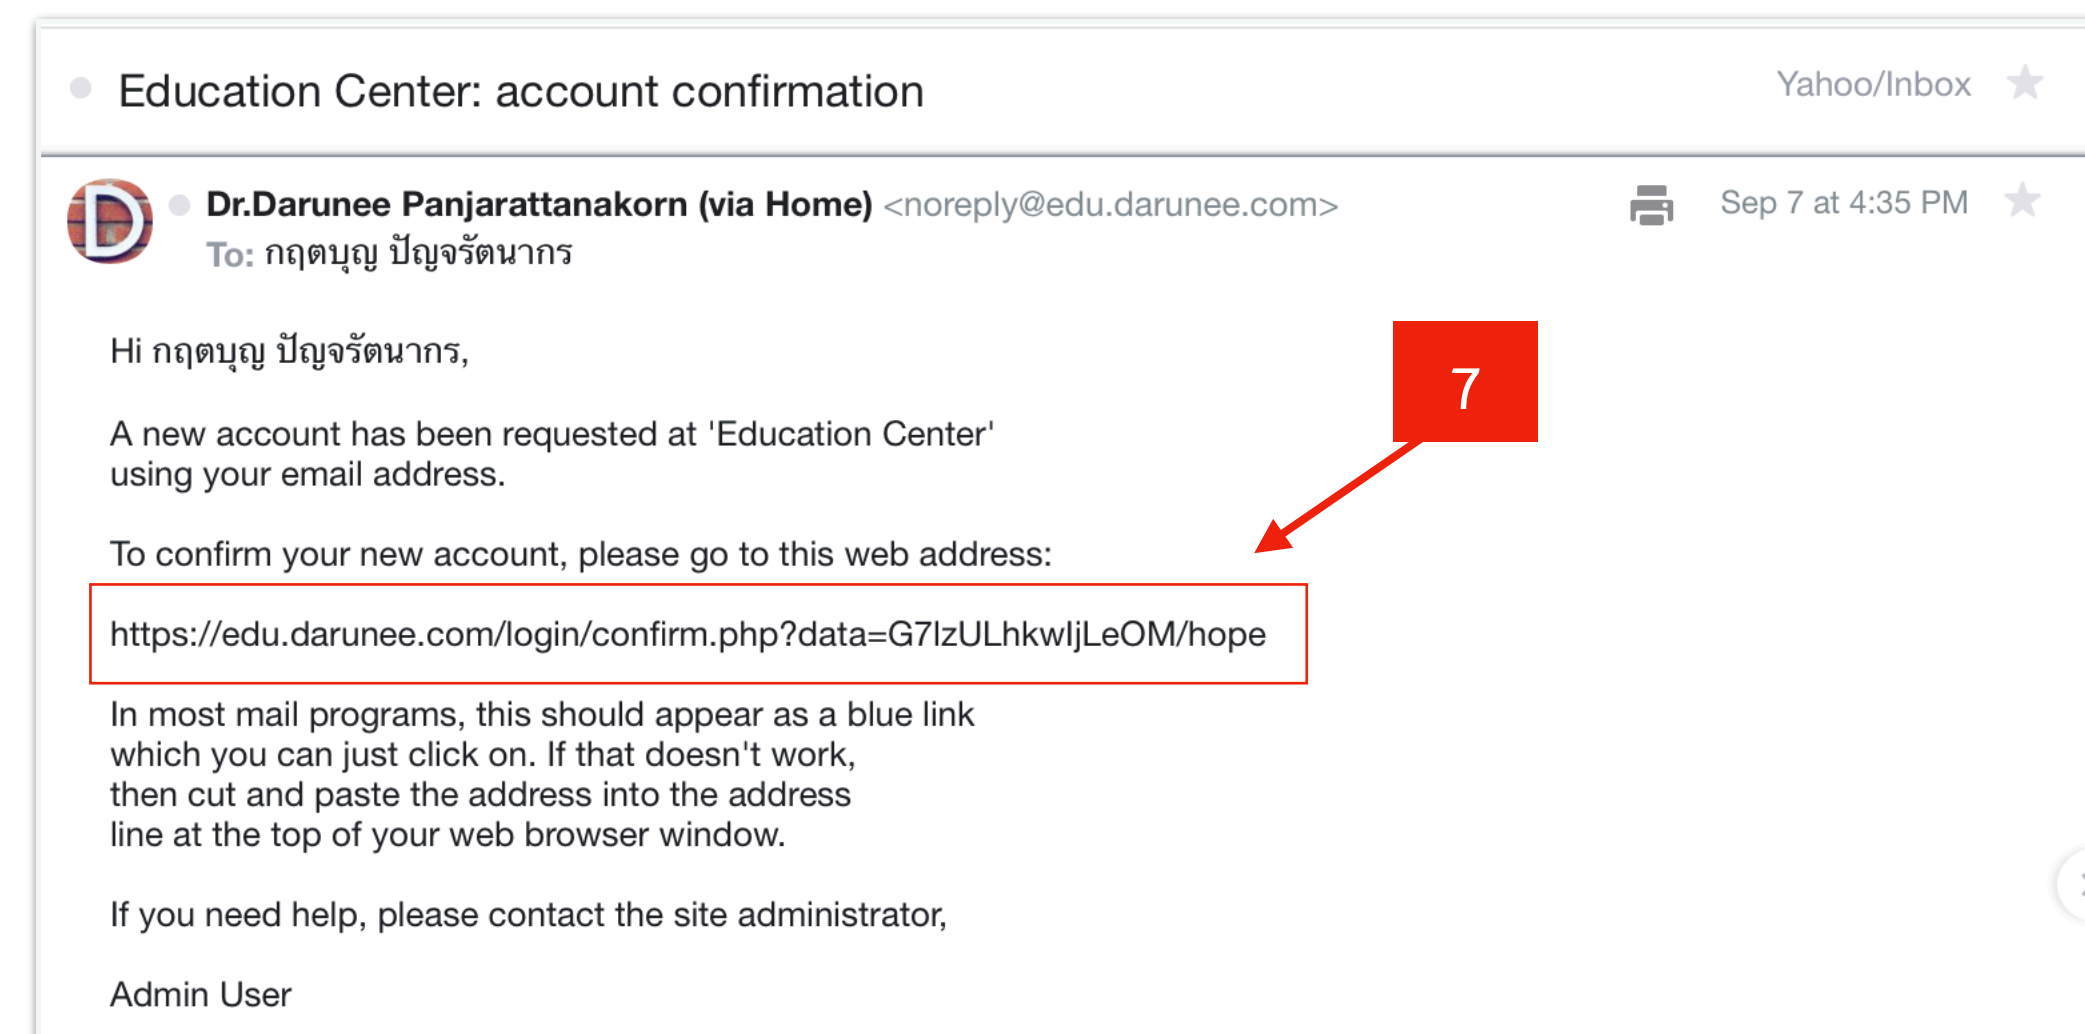 Education Center: account confirmation
Yahoo/Inbox
D
Dr.Darunee Panjarattanakorn (via Home) <noreply@edu.darunee.com>
Sep 7 at 4:35 PM
To: กฤตบุญ ปัญจรัตนากร
Hi กฤตบุญ ปัญจรัตนากร,
7
A new account has been requested at 'Education Center'
using your email address.
To confirm your new account, please go to this web address:
https://edu.darunee.com/login/confirm.php?data=G7lzULhkwIjLeOM/hope
In most mail programs, this should appear as a blue link
which you can just click on. If that doesn't work,
then cut and paste the address into the address
line at the top of your web browser window.
If you need help, please contact the site administrator,
Admin User